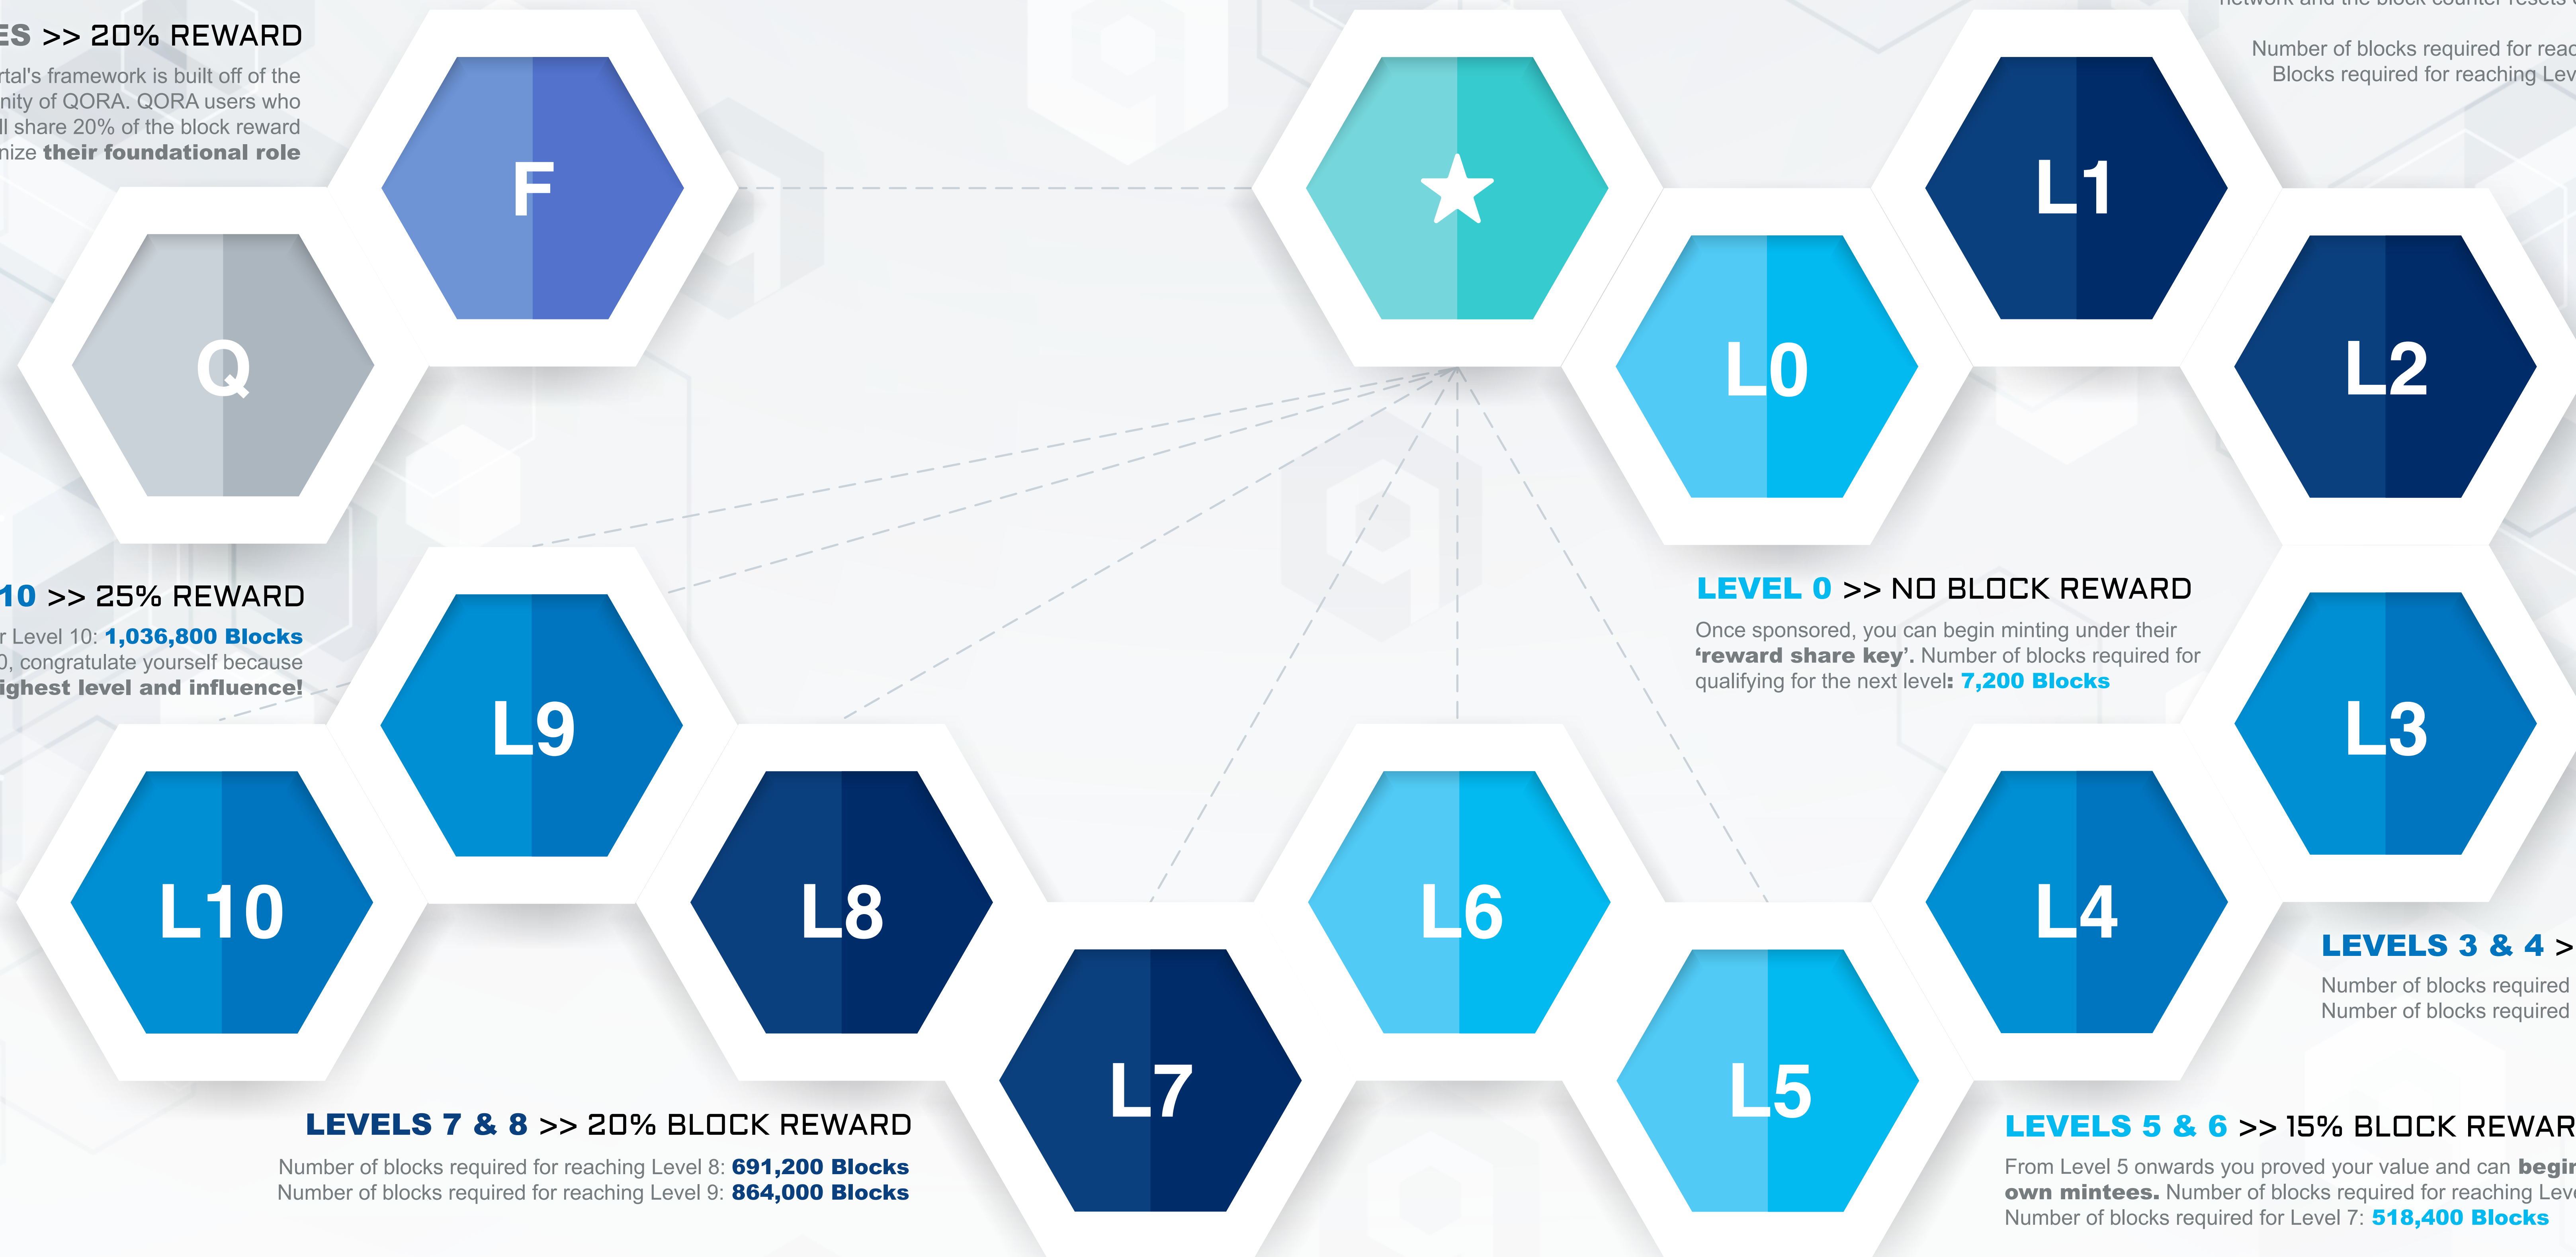 ES >> 20% REWARD
rtal's framework is built off of the
nity of QORA. QORA users who
ll share 20% of the block reward
nize their foundational role
F
Q
★
L0
L1
L2
network and the block counter resets
Number of blocks required for reac
Blocks required for reaching Lev
10 >> 25% REWARD
r Level 10: 1,036,800 Blocks
0, congratulate yourself because
ighest level and influence!
LEVEL 0 >> NO BLOCK REWARD
Once sponsored, you can begin minting under their
‘reward share key’. Number of blocks required for
qualifying for the next level: 7,200 Blocks
L3
L4
L5
L6
L7
L8
L9
L10
LEVELS 3 & 4 >
Number of blocks required
Number of blocks required
LEVELS 7 & 8 >> 20% BLOCK REWARD
Number of blocks required for reaching Level 8: 691,200 Blocks
Number of blocks required for reaching Level 9: 864,000 Blocks
LEVELS 5 & 6 >> 15% BLOCK REWAR
From Level 5 onwards you proved your value and can begin
own mintees. Number of blocks required for reaching Leve
Number of blocks required for Level 7: 518,400 Blocks